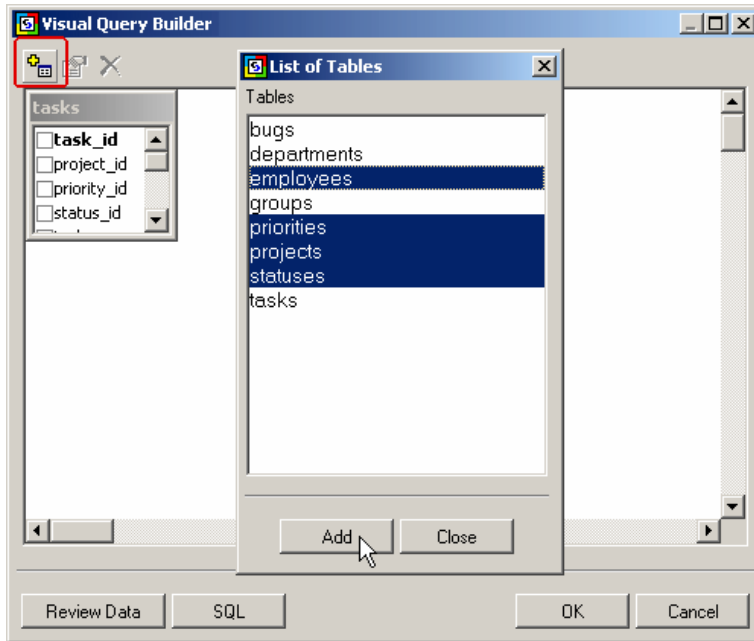 Visual Query Builder
List of Tables
Tables
tasks
task_id
project_id
priority_id
status_id
bugs
departments
employees
groups
priorities
projects
statuses
tasks
Add
Close
Review Data
SQL
OK
Cancel